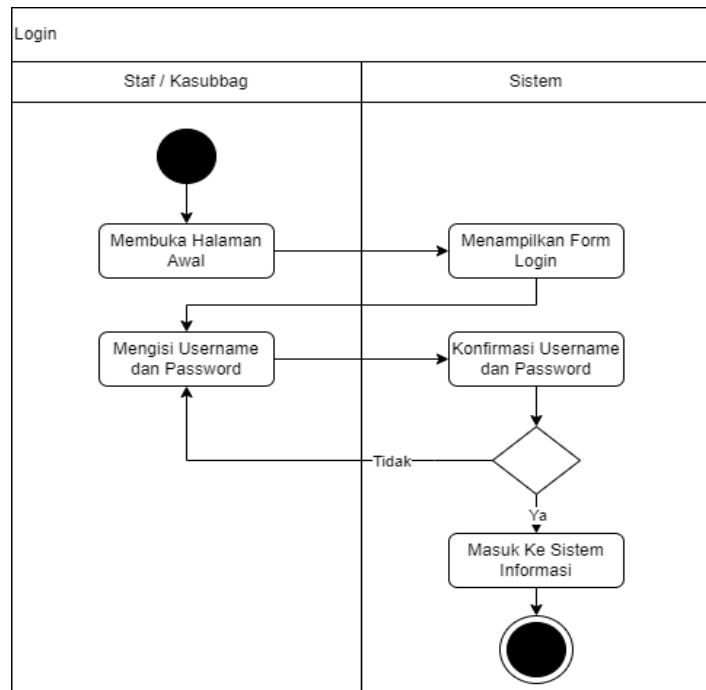 Login
Staf / Kasubbag
Sistem
Membuka Halaman
Awal
Menampilkan Form
Login
Mengisi Username
dan Password
Konfirmasi Username
dan Password
Tidak
Ya
Masuk Ke Sistem
Informasi